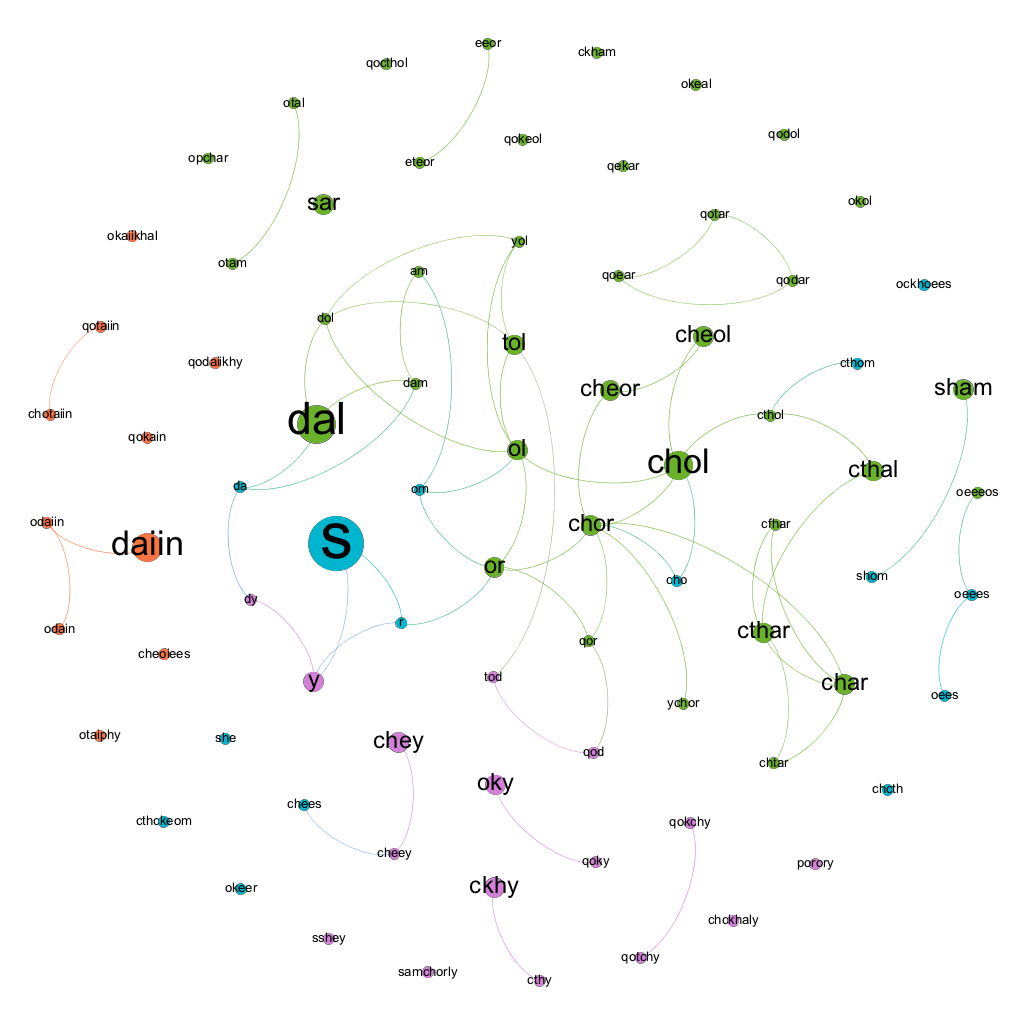 eeor
ckham
qocthol
okeal
otal
qodol
qokeol
opchar
eteor
qekar
sar
okol
qotar
okaiikhal
yol
otam
am
qoear
qodar
ockhoees
dol
qotaiin
cheol
tol
qodaiikhy
cthom
dam
cheor
sham
chotaiin
cthol
dal
qokain
ol
chol
cthal
da
om
oeeeos
odaiin
chor
cfhar
daiin
s
or
cho
shom
oeees
dy
r
odain
qor
cthar
cheoiees
tod
y
char
oees
ychor
otaiphy
she
chey
qod
chtar
oky
chcth
chees
cthokeom
qokchy
cheey
qoky
porory
okeer
ckhy
chokhaly
sshey
qotchy
samchorly
cthy